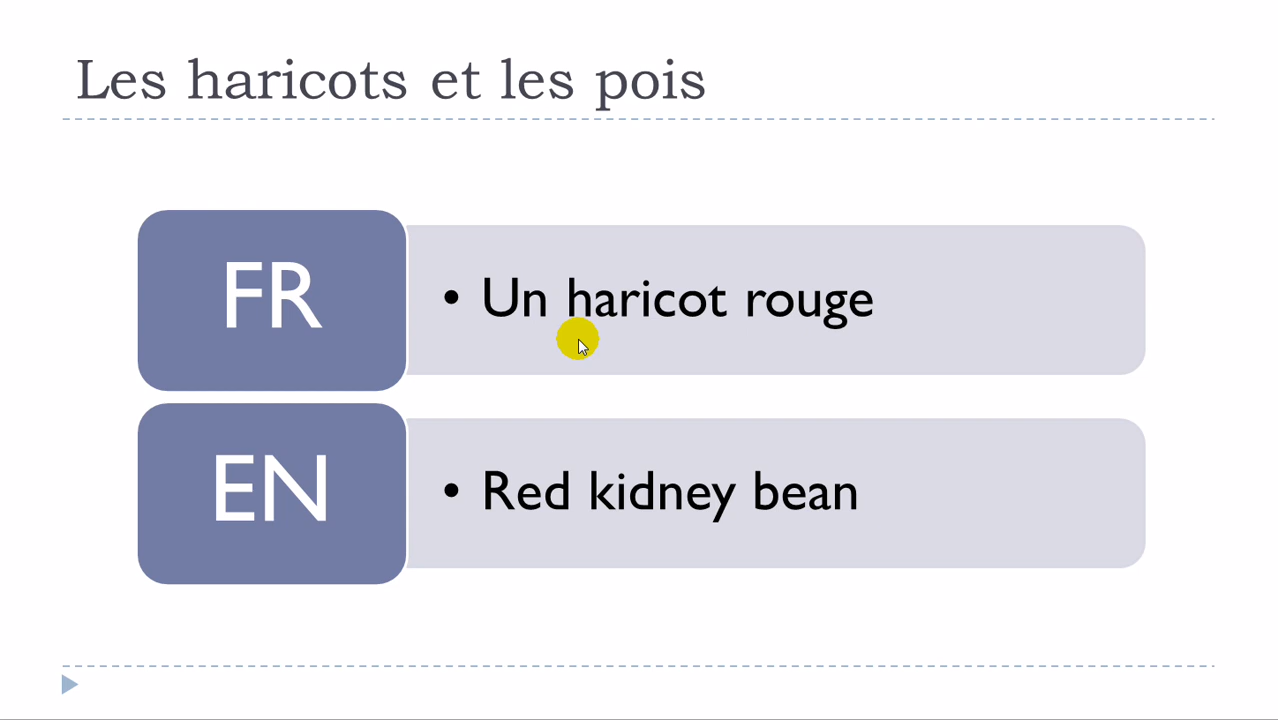 Les haricots et les pois
FR
• Un haricot rouge
EN
• Red kidney bean